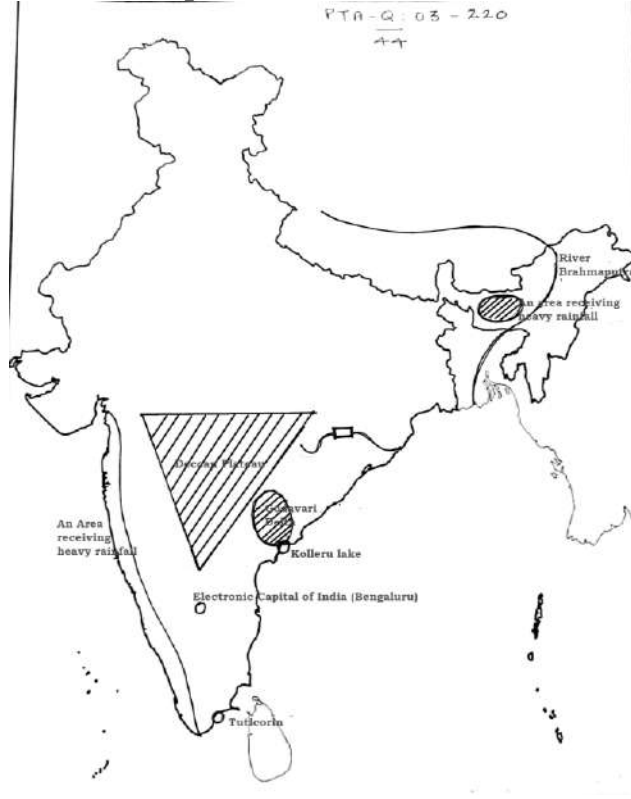 PTA-Q: 03 - 220
44
River
Brahmaputra
An area receiving
heavy rainfall
Deccan Plateau
Godavari
Delta
An Area
receiving
heavy rainfall
Kolleru lake
Electronic Capital of India (Bengaluru)
Tuticorin